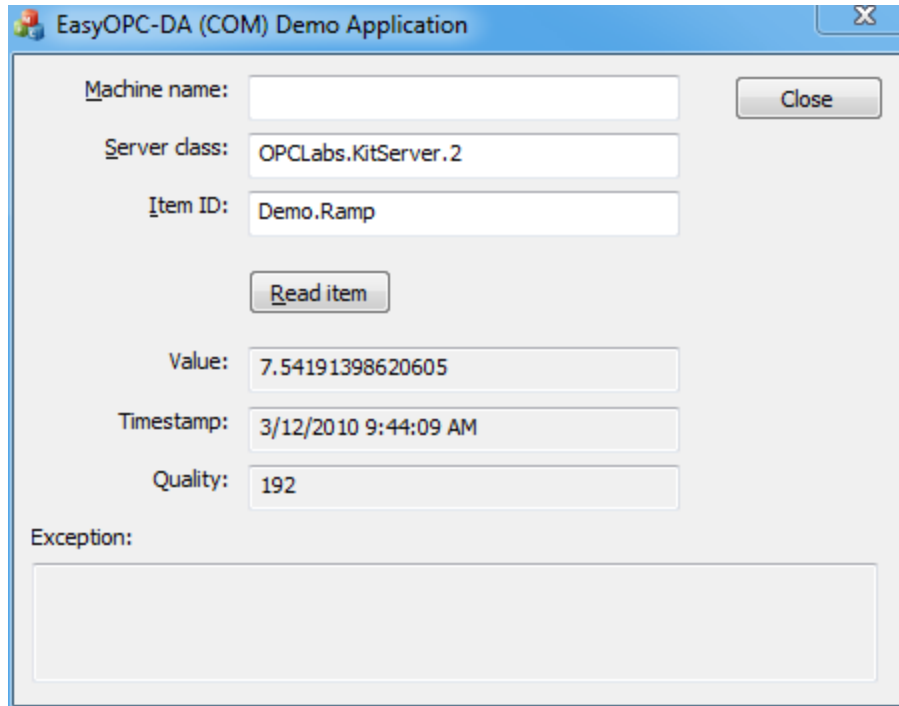 EasyOPC-DA (COM) Demo Application
Machine name:
Close
Server class: OPCLabs.KitServer.2
Item ID: Demo.Ramp
Read item
Value: 7.54191398620605
Timestamp: 3/12/2010 9:44:09 AM
Quality: 192
Exception: